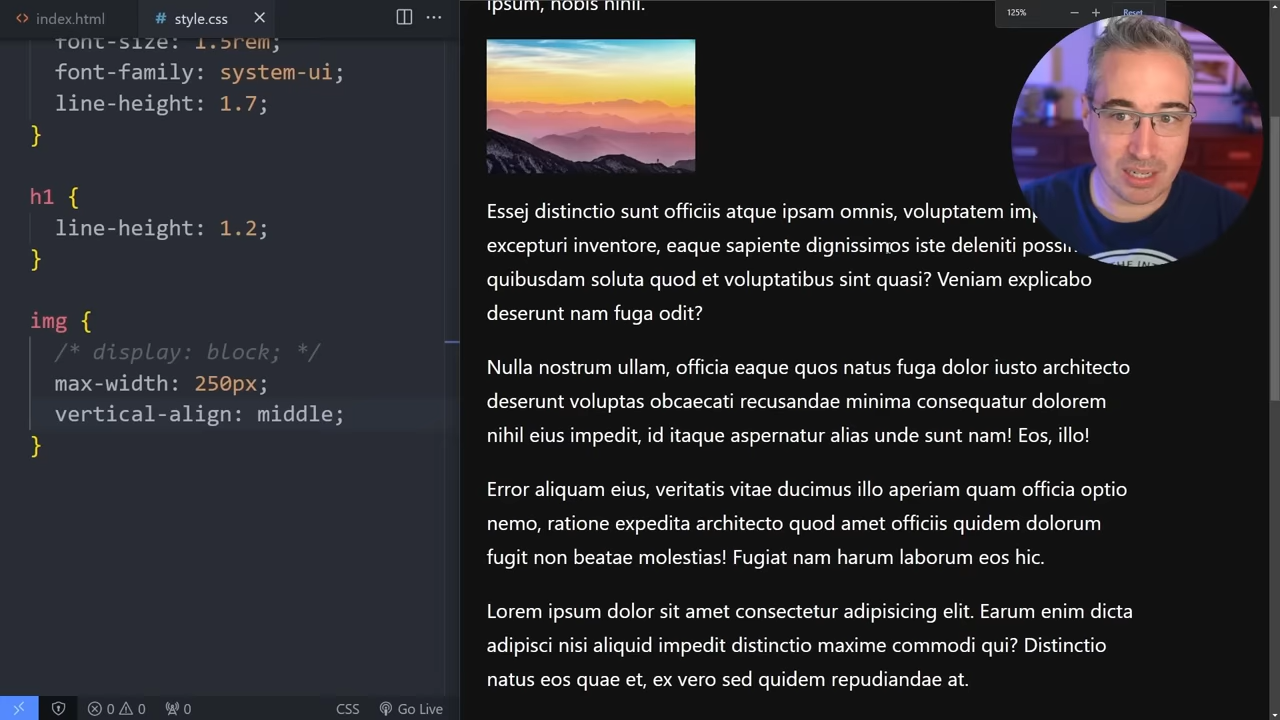 index.html
style.css
font-size: 1.5rem;
font-family: system-ui;
line-height: 1.7;
}
h1 {
line-height: 1.2;
}
img {
/* display: block; */
max-width: 250px;
vertical-align: middle;
}
0 0 0
CSS
Go Live
ipsum, nobis nihil.
125%
Reset
Essej distinctio sunt officiis atque ipsam omnis, voluptatem
excepturi inventore, eaque sapiente dignissimos iste deleniti
quibusdam soluta quod et voluptatibus sint quasi? Veniam explicabo
deserunt nam fuga odit?
Nulla nostrum ullam, officia eaque quos natus fuga dolor iusto architecto
deserunt voluptas obcaecati recusandae minima consequatur dolorem
nihil eius impedit, id itaque aspernatur alias unde sunt nam! Eos, illo!
Error aliquam eius, veritatis vitae ducimus illo aperiam quam officia optio
nemo, ratione expedita architecto quod amet officiis quidem dolorum
fugit non beatae molestias! Fugiat nam harum laborum eos hic.
Lorem ipsum dolor sit amet consectetur adipisicing elit. Earum enim dicta
adipisci nisi aliquid impedit distinctio maxime commodi qui? Distinctio
natus eos quae et, ex vero sed quidem repudiandae at.